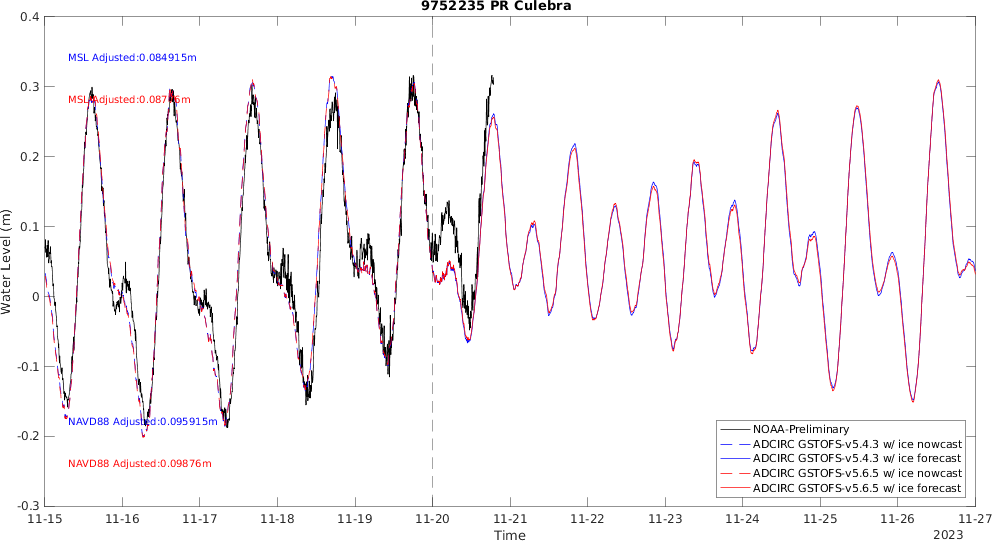 9752235 PR Culebra
0.4
0.3
0.2
0.1
0
-0.1
-0.2
-0.3
Water Level (m)
MSL Adjusted:0.084915m
MSL Adjusted:0.08776m
NAVD88 Adjusted:0.095915m
NAVD88 Adjusted:0.09876m
NOAA-Preliminary
ADCIRC GSTOFS-v5.4.3 w/ ice nowcast
ADCIRC GSTOFS-v5.4.3 w/ ice forecast
ADCIRC GSTOFS-v5.6.5 w/ ice nowcast
ADCIRC GSTOFS-v5.6.5 w/ ice forecast
11-15 11-16 11-17 11-18 11-19 11-20 11-21 11-22 11-23 11-24 11-25 11-26 11-27
Time
2023